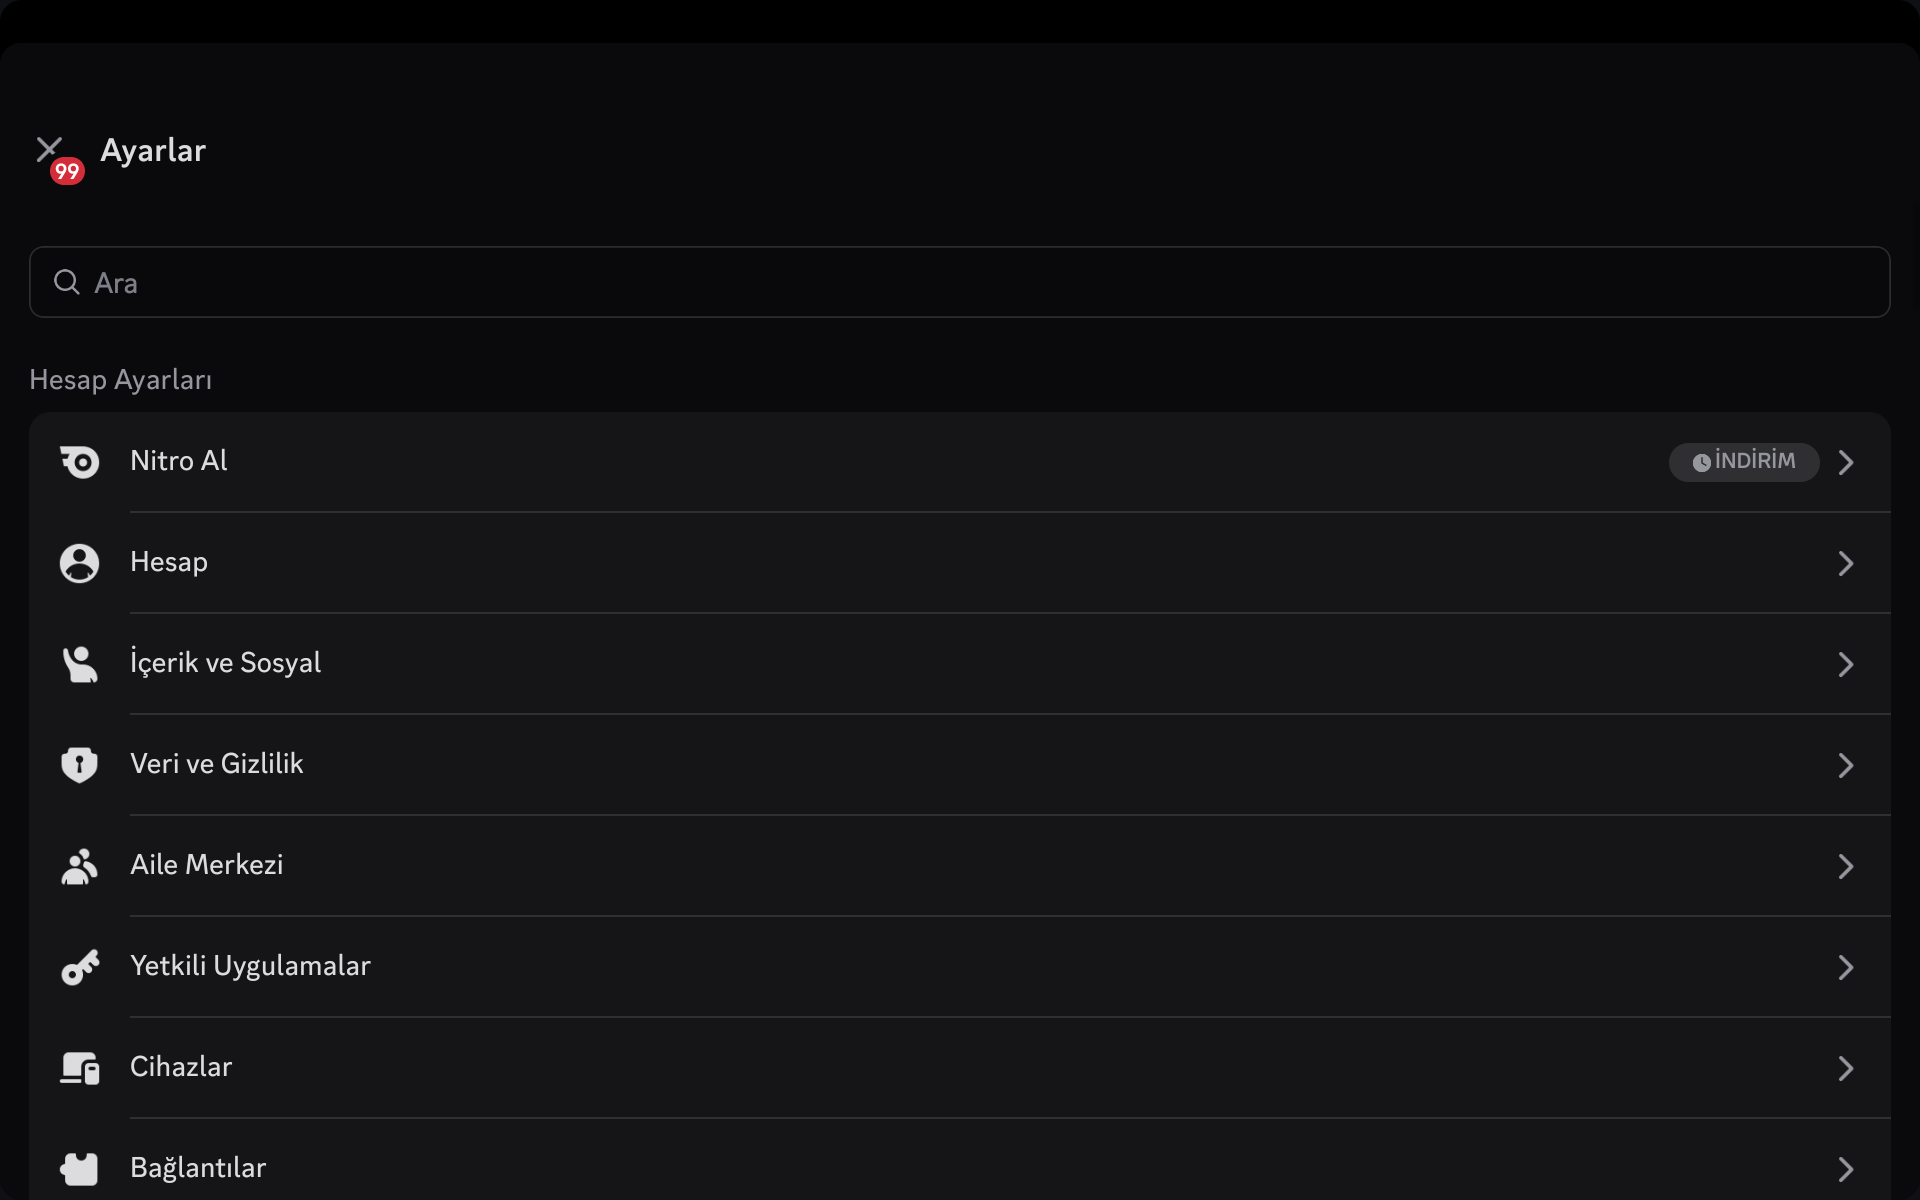 Ayarlar
99
Ara
Hesap Ayarları
Nitro Al
İNDİRİM
Hesap
İçerik ve Sosyal
Veri ve Gizlilik
Aile Merkezi
Yetkili Uygulamalar
Cihazlar
Bağlantılar